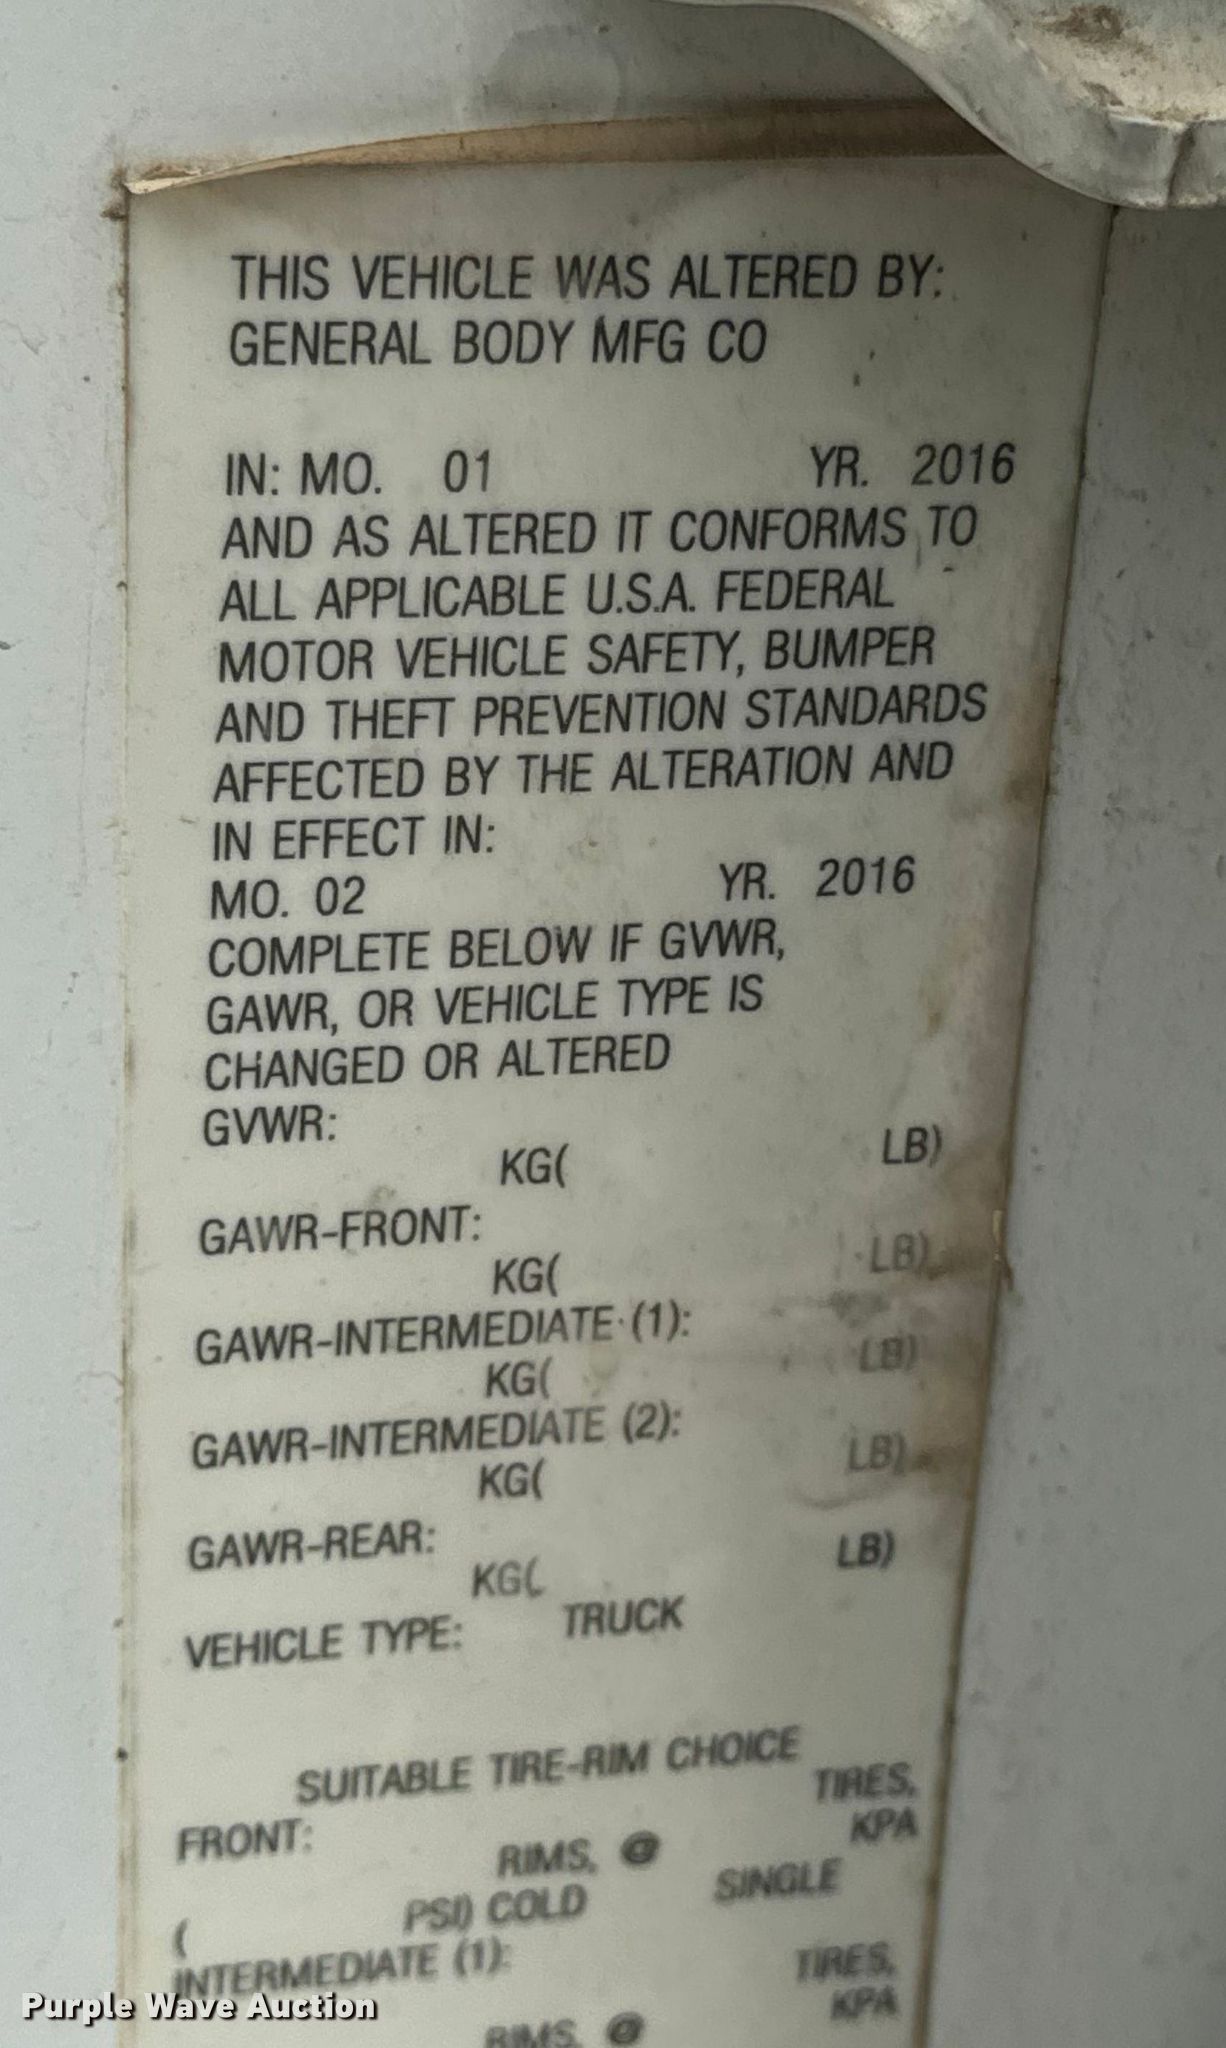 THIS VEHICLE WAS ALTERED BY:
GENERAL BODY MFG CO
IN: MO. 01 YR. 2016
AND AS ALTERED IT CONFORMS TO
ALL APPLICABLE U.S.A. FEDERAL
MOTOR VEHICLE SAFETY, BUMPER
AND THEFT PREVENTION STANDARDS
AFFECTED BY THE ALTERATION AND
IN EFFECT IN:
MO. 02 YR. 2016
COMPLETE BELOW IF GVWR,
GAWR, OR VEHICLE TYPE IS
CHANGED OR ALTERED
GVWR:
KG( LB)
GAWR-FRONT:
KG( LB)
GAWR-INTERMEDIATE (1):
KG( LB)
GAWR-INTERMEDIATE (2):
KG( LB)
GAWR-REAR:
KG( LB)
VEHICLE TYPE: TRUCK
SUITABLE TIRE-RIM CHOICE
FRONT: TIRES,
RIMS, @ KPA
( PSI) COLD SINGLE
INTERMEDIATE (1): TIRES,
RIMS, @ KPA
Purple Wave Auction